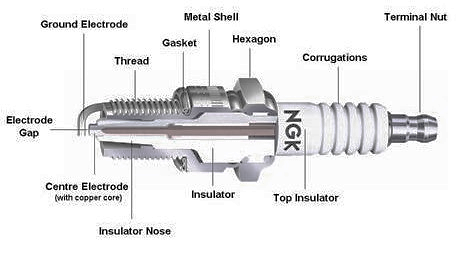 Metal Shell
Terminal Nut
Ground Electrode
Gasket
Hexagon
Thread
Corrugations
Electrode
Gap
NGK
Centre Electrode
(with copper core)
Insulator
Top Insulator
Insulator Nose